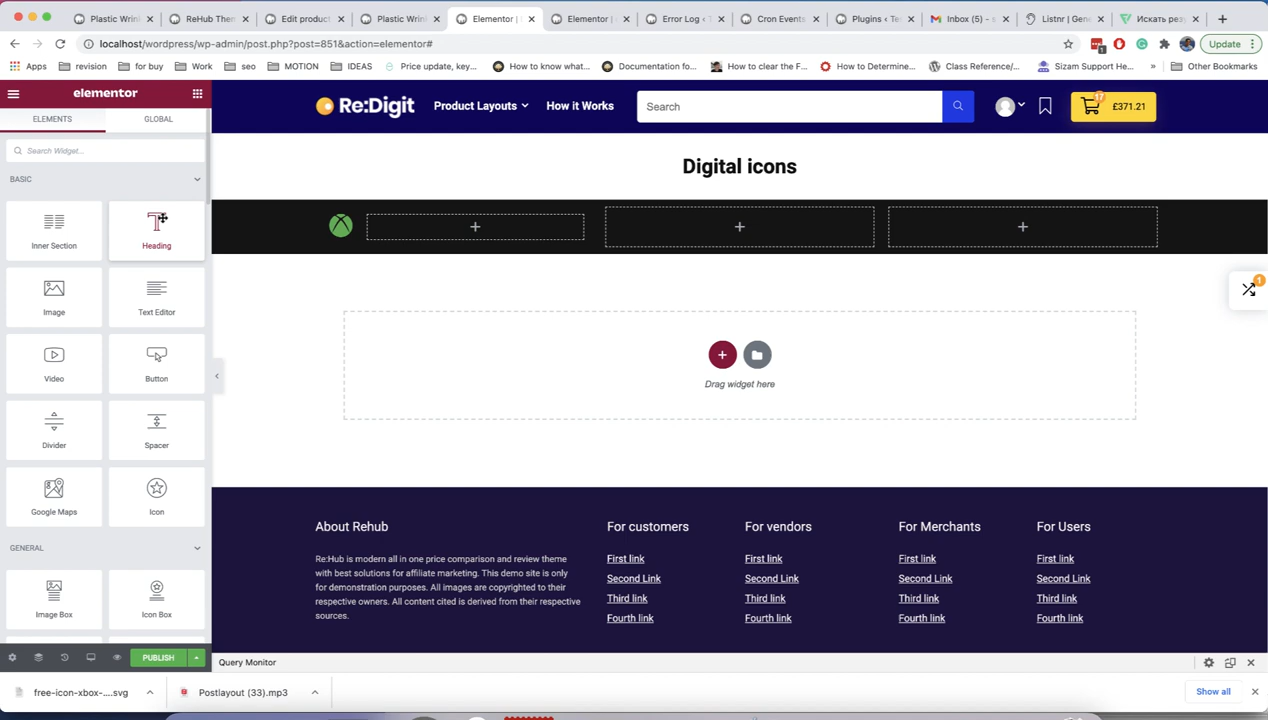 Plastic Wrinl
ReHub Them
Edit product
Plastic Wrinl
Elementor |
Elementor |
Error Log < T
Cron Events
Plugins < Te
Inbox (5) – s
Listnr | Gene
Искать резу
localhost/wordpress/wp-admin/post.php?post=851&action=elementor#
1
Update
Apps
revision
for buy
Work
seo
MOTION
IDEAS
Price update, key...
How to know what...
Documentation fo...
How to clear the F...
How to Determine...
Class Reference/...
Sizam Support He...
»
Other Bookmarks
elementor
Re:Digit
Product Layouts
How it Works
Search
17
£371.21
ELEMENTS
GLOBAL
Search Widget...
BASIC
Digital icons
Inner Section
Heading
Image
Text Editor
1
Video
Button
Drag widget here
Divider
Spacer
Google Maps
Icon
GENERAL
Image Box
Icon Box
About Rehub
Re:Hub is modern all in one price comparison and review theme
with best solutions for affiliate marketing. This demo site is only
for demonstration purposes. All images are copyrighted to their
respective owners. All content cited is derived from their respective
sources.
For customers
First link
Second Link
Third link
Fourth link
For vendors
First link
Second Link
Third link
Fourth link
For Merchants
First link
Second Link
Third link
Fourth link
For Users
First link
Second Link
Third link
Fourth link
PUBLISH
Query Monitor
free-icon-xbox-....svg
Postlayout (33).mp3
Show all